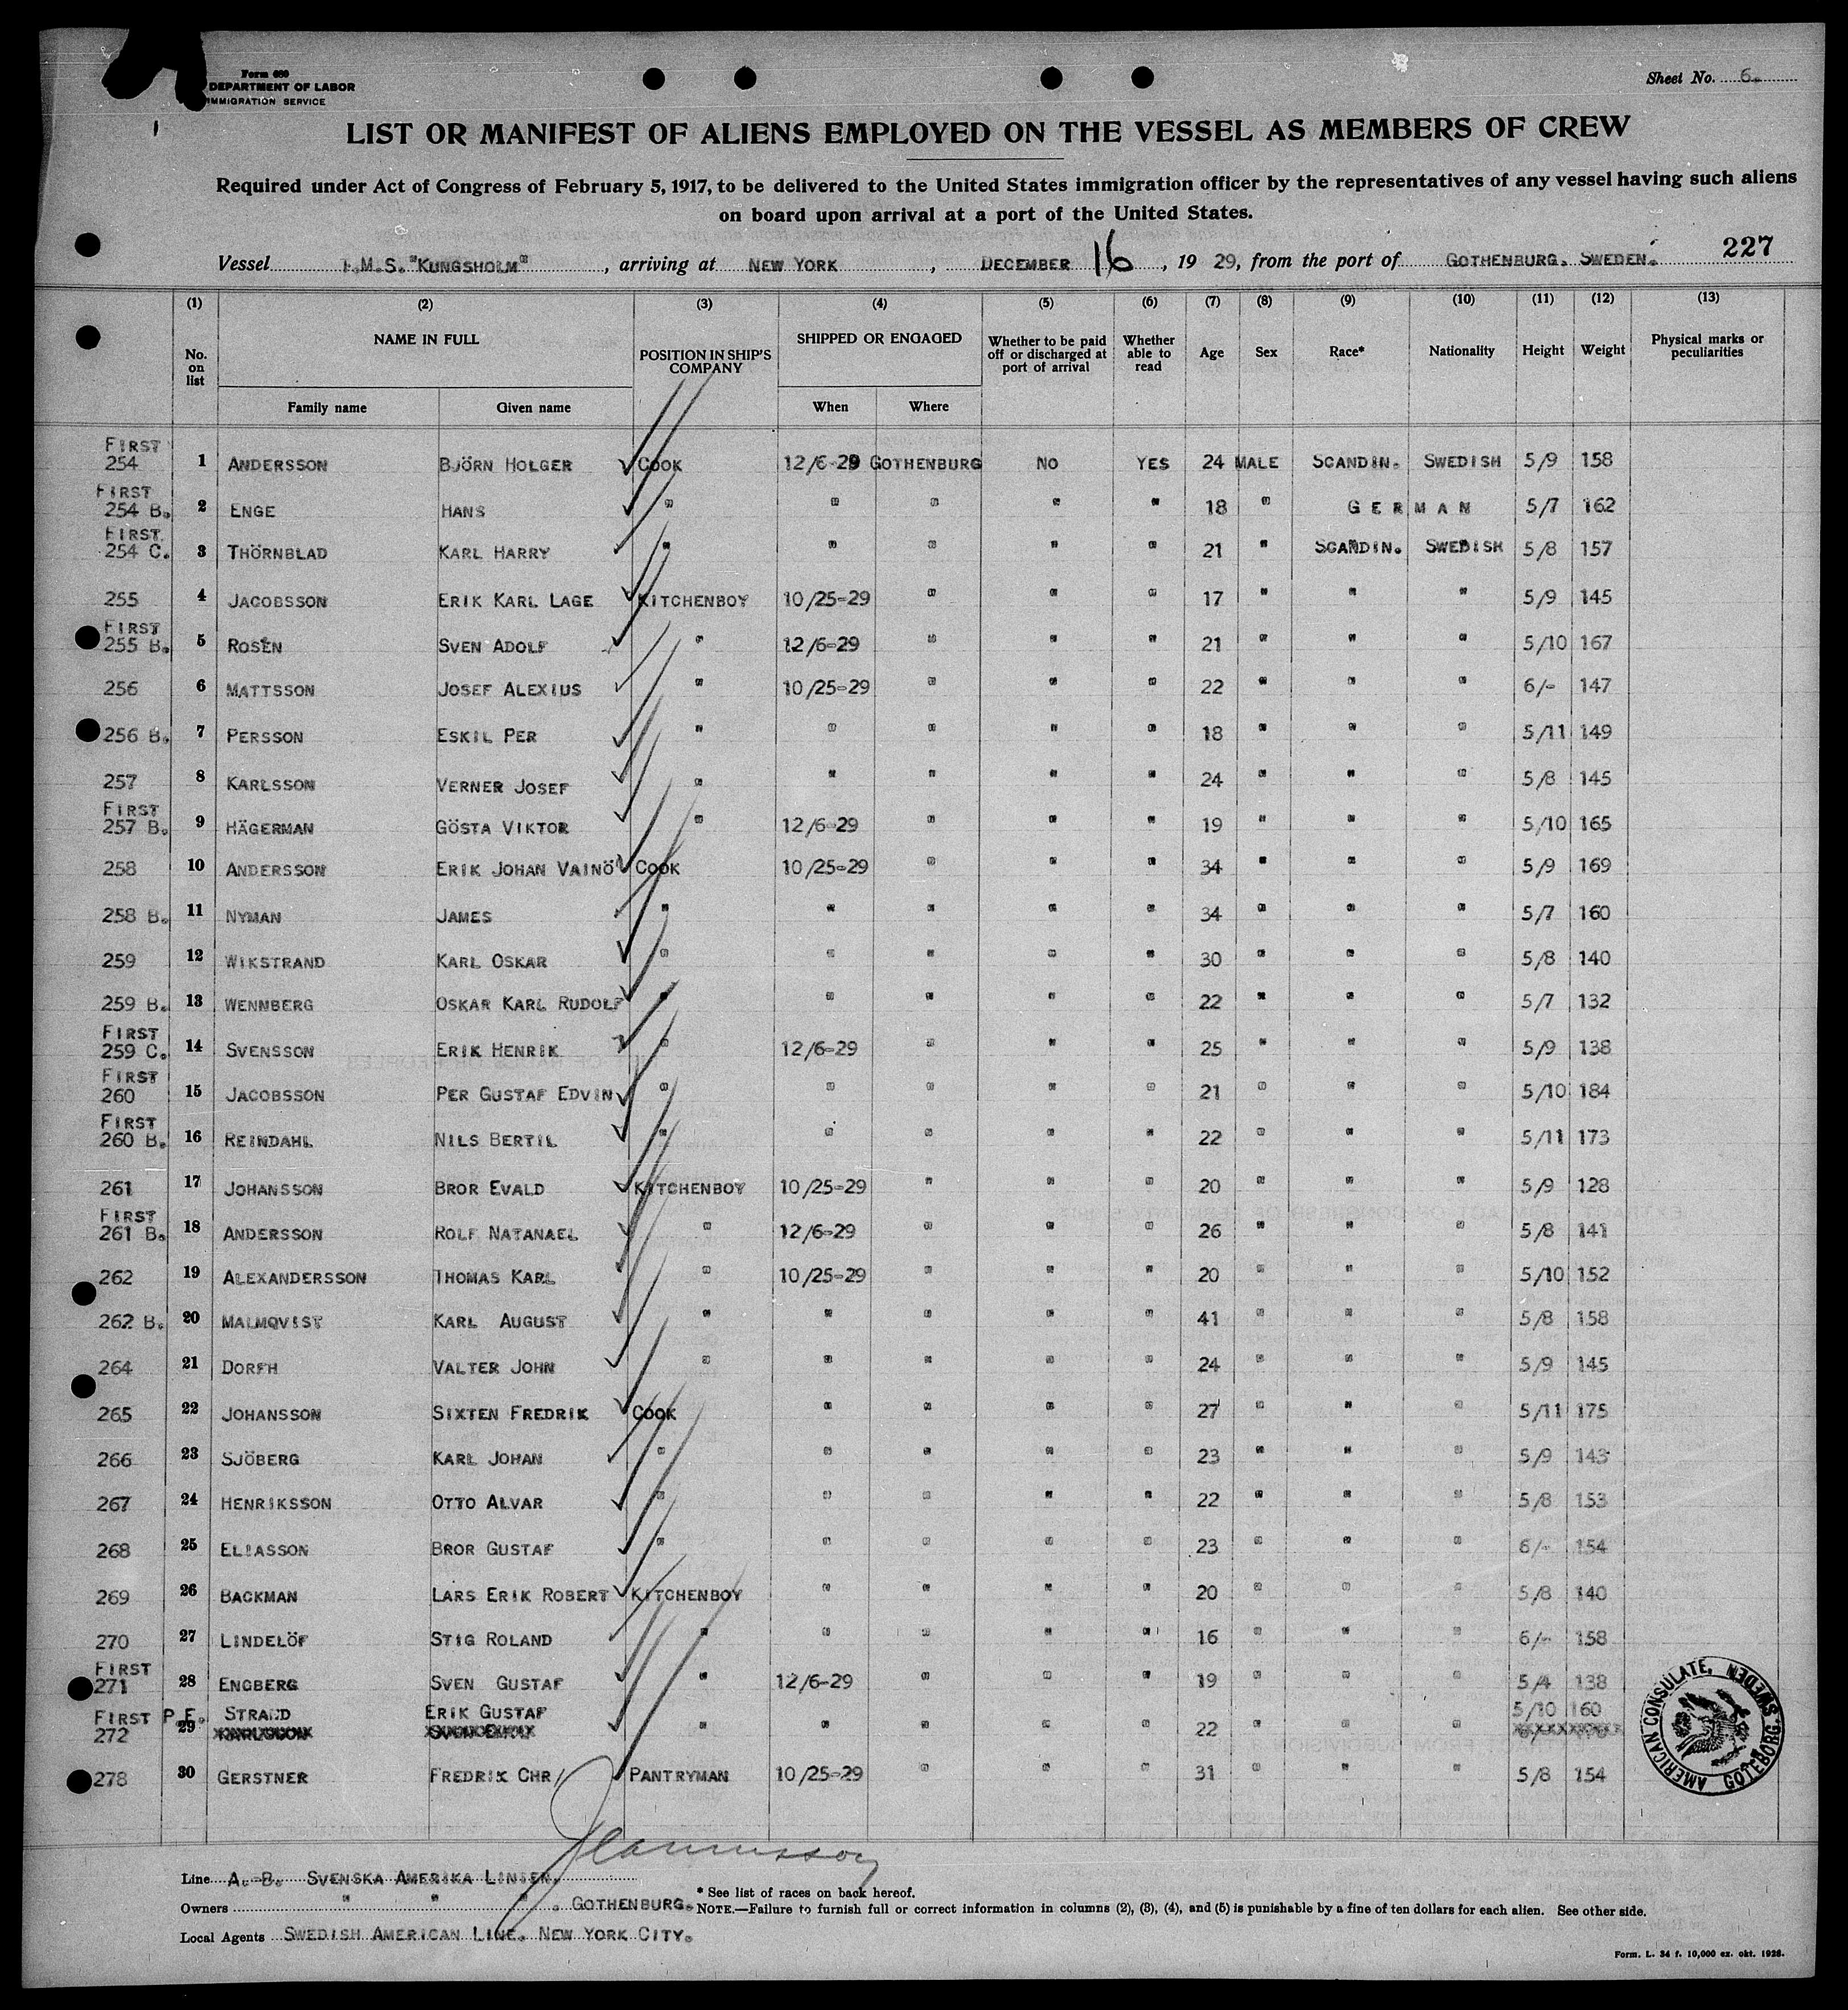 Form 680
DEPARTMENT OF LABOR
IMMIGRATION SERVICE
Sheet No. 6.
LIST OR MANIFEST OF ALIENS EMPLOYED ON THE VESSEL AS MEMBERS OF CREW
Required under Act of Congress of February 5, 1917, to be delivered to the United States immigration officer by the representatives of any vessel having such aliens
on board upon arrival at a port of the United States.
227
Vessel M.S. "KUNGSHOLM", arriving at NEW YORK, DECEMBER 16, 19 29, from the port of GOTHENBURG. SWEDEN.
(1) (2) (3) (4) (5) (6) (7) (8) (9) (10) (11) (12) (13)
No. on list NAME IN FULL POSITION IN SHIP'S COMPANY SHIPPED OR ENGAGED Whether to be paid off or discharged at port of arrival Whether able to read Age Sex Race* Nationality Height Weight Physical marks or peculiarities
Family name Given name When Where
FIRST 254 1 ANDERSSON BJÖRN HOLGER COOK 12/6-29 GOTHENBURG NO YES 24 MALE SCANDIN. SWEDISH 5/9 158
FIRST 254 B. 2 ENGE HANS " " " " " 18 " GERMAN 5/7 162
FIRST 254 C. 3 THÖRNBLAD KARL HARRY " " " " " 21 " SCANDIN. SWEDISH 5/8 157
255 4 JACOBSSON ERIK KARL LAGE KITCHENBOY 10/25-29 " " " 17 " " " 5/9 145
FIRST 255 B. 5 ROSEN SVEN ADOLF " 12/6-29 " " " 21 " " " 5/10 167
256 6 MATTSSON JOSEF ALEXIUS " 10/25-29 " " " 22 " " " 6/- 147
256 B. 7 PERSSON ESKIL PER " " " " " 18 " " " 5/11 149
257 8 KARLSSON VERNER JOSEF " " " " " 24 " " " 5/8 145
FIRST 257 B. 9 HÄGERMAN GÖSTA VIKTOR " 12/6-29 " " " 19 " " " 5/10 165
258 10 ANDERSSON ERIK JOHAN VAINÖ COOK 10/25-29 " " " 34 " " " 5/9 169
258 B. 11 NYMAN JAMES " " " " " 34 " " " 5/7 160
259 12 WIKSTRAND KARL OSKAR " " " " " 30 " " " 5/8 140
259 B. 13 WENNBERG OSKAR KARL RUDOLF " " " " " 22 " " " 5/7 132
FIRST 259 C. 14 SVENSSON ERIK HENRIK " 12/6-29 " " " 25 " " " 5/9 138
FIRST 260 15 JACOBSSON PER GUSTAF EDVIN " " " " " 21 " " " 5/10 184
FIRST 260 B. 16 REINDAHL NILS BERTIL " " " " " 22 " " " 5/11 173
261 17 JOHANSSON BROR EVALD KITCHENBOY 10/25-29 " " " 20 " " " 5/9 128
FIRST 261 B. 18 ANDERSSON ROLF NATANAEL " 12/6-29 " " " 26 " " " 5/8 141
262 19 ALEXANDERSSON THOMAS KARL " 10/25-29 " " " 20 " " " 5/10 152
262 B. 20 MALMQVIST KARL AUGUST " " " " " 41 " " " 5/8 158
264 21 DORFH VALTER JOHN " " " " " 24 " " " 5/9 145
265 22 JOHANSSON SIXTEN FREDRIK COOK " " " " 27 " " " 5/11 175
266 23 SJÖBERG KARL JOHAN " " " " " 23 " " " 5/9 143
267 24 HENRIKSSON OTTO ALVAR " " " " " 22 " " " 5/8 153
268 25 ELIASSON BROR GUSTAF " " " " " 23 " " " 6/- 154
269 26 BACKMAN LARS ERIK ROBERT KITCHENBOY " " " " 20 " " " 5/8 140
270 27 LINDELÖF STIG ROLAND " " " " " 16 " " " 6/- 158
FIRST 271 28 ENGBERG SVEN GUSTAF " 12/6-29 " " " 19 " " " 5/4 138
FIRST P.E. 272 29 STRAND ERIK GUSTAF " " " " " 22 " " " 5/10 160
278 30 GERSTNER FREDRIK CHR PANTRYMAN 10/25-29 " " " 31 " " " 5/8 154
AMERICAN CONSULATE, GÖTEBORG, SWEDEN
Line A.-B. SVENSKA AMERIKA LINIEN.
* See list of races on back hereof.
Owners " " " . GOTHENBURG.
NOTE.—Failure to furnish full or correct information in columns (2), (3), (4), and (5) is punishable by a fine of ten dollars for each alien. See other side.
Local Agents SWEDISH AMERICAN LINE. NEW YORK CITY.
Form. L. 34 f. 10,000 ex. okt. 1928.